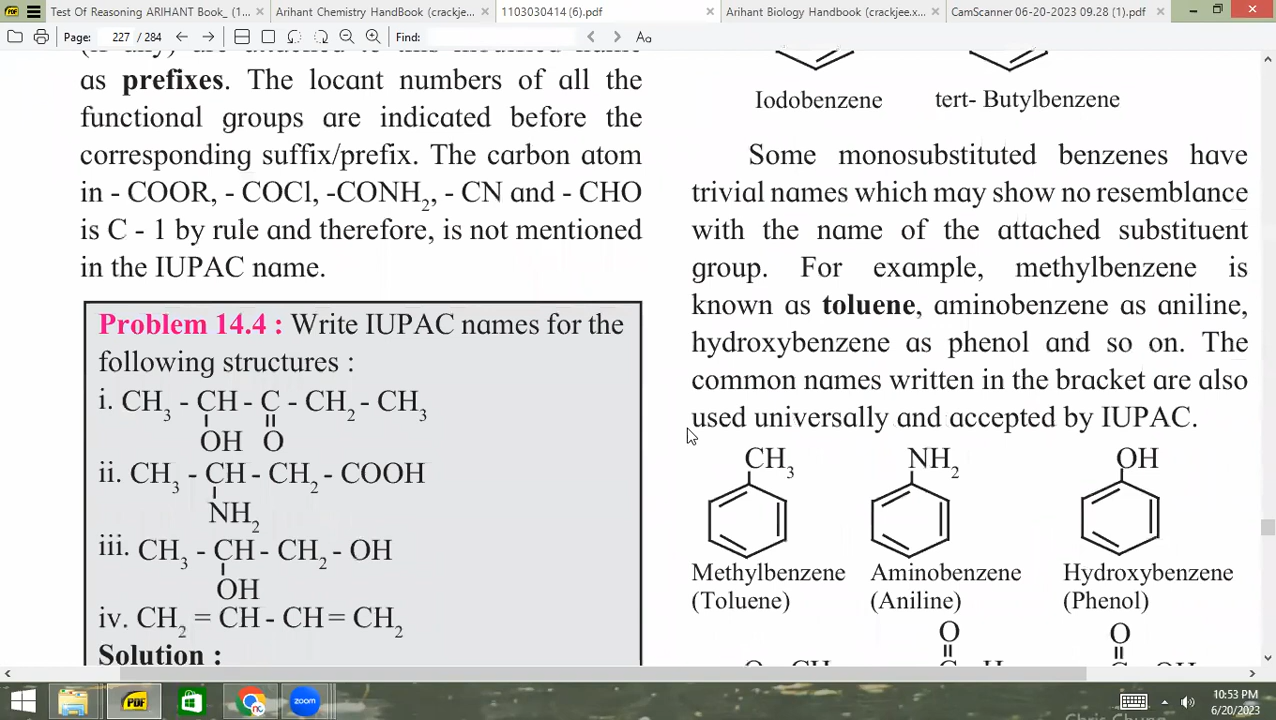 Test Of Reasoning ARIHANT Book_ (1...
Arihant Chemistry HandBook (crackje...
1103030414 (6).pdf
Arihant Biology Handbook (crackjee.x...
CamScanner 06-20-2023 09.28 (1).pdf
Page: 227 / 284
Find:
Aa
as prefixes. The locant numbers of all the
functional groups are indicated before the
corresponding suffix/prefix. The carbon atom
in - COOR, - COCl, -CONH2, - CN and - CHO
is C - 1 by rule and therefore, is not mentioned
in the IUPAC name.
Problem 14.4 : Write IUPAC names for the
following structures :
i. CH3 - CH - C - CH2 - CH3
OH O
ii. CH3 - CH - CH2 - COOH
NH2
iii. CH3 - CH - CH2 - OH
OH
iv. CH2 = CH - CH = CH2
Solution :
Iodobenzene
tert- Butylbenzene
Some monosubstituted benzenes have
trivial names which may show no resemblance
with the name of the attached substituent
group. For example, methylbenzene is
known as toluene, aminobenzene as aniline,
hydroxybenzene as phenol and so on. The
common names written in the bracket are also
used universally and accepted by IUPAC.
CH3
NH2
OH
Methylbenzene
(Toluene)
Aminobenzene
(Aniline)
Hydroxybenzene
(Phenol)
O
O
PDF
zoom
10:53 PM
6/20/2023